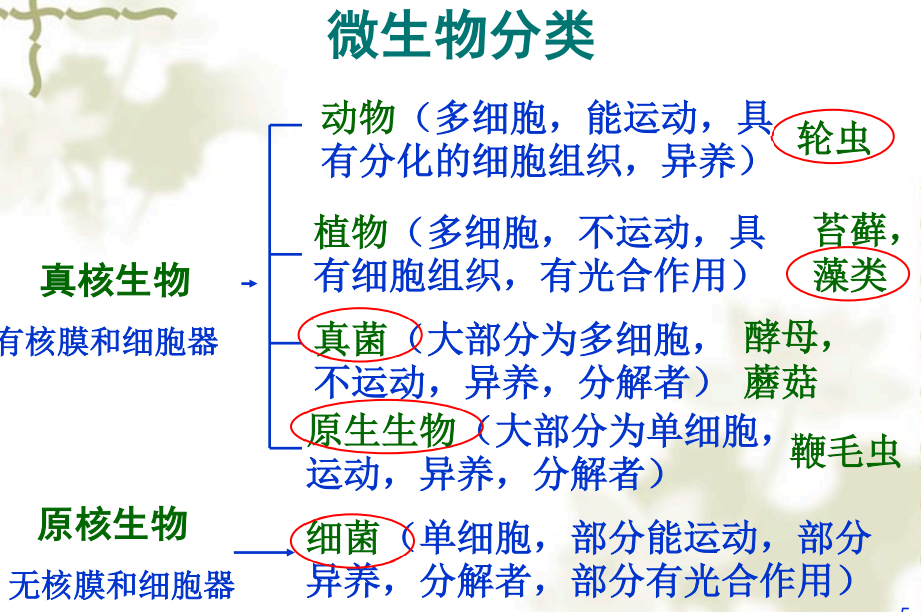 微生物分类
动物（多细胞，能运动，具
有分化的细胞组织，异养）
轮虫
植物（多细胞，不运动，具
有细胞组织，有光合作用）
苔藓，
藻类
真核生物
有核膜和细胞器
真菌（大部分为多细胞，
不运动，异养，分解者）
酵母，
蘑菇
原生生物（大部分为单细胞，
运动，异养，分解者）
鞭毛虫
原核生物
无核膜和细胞器
细菌（单细胞，部分能运动，部分
异养，分解者，部分有光合作用）